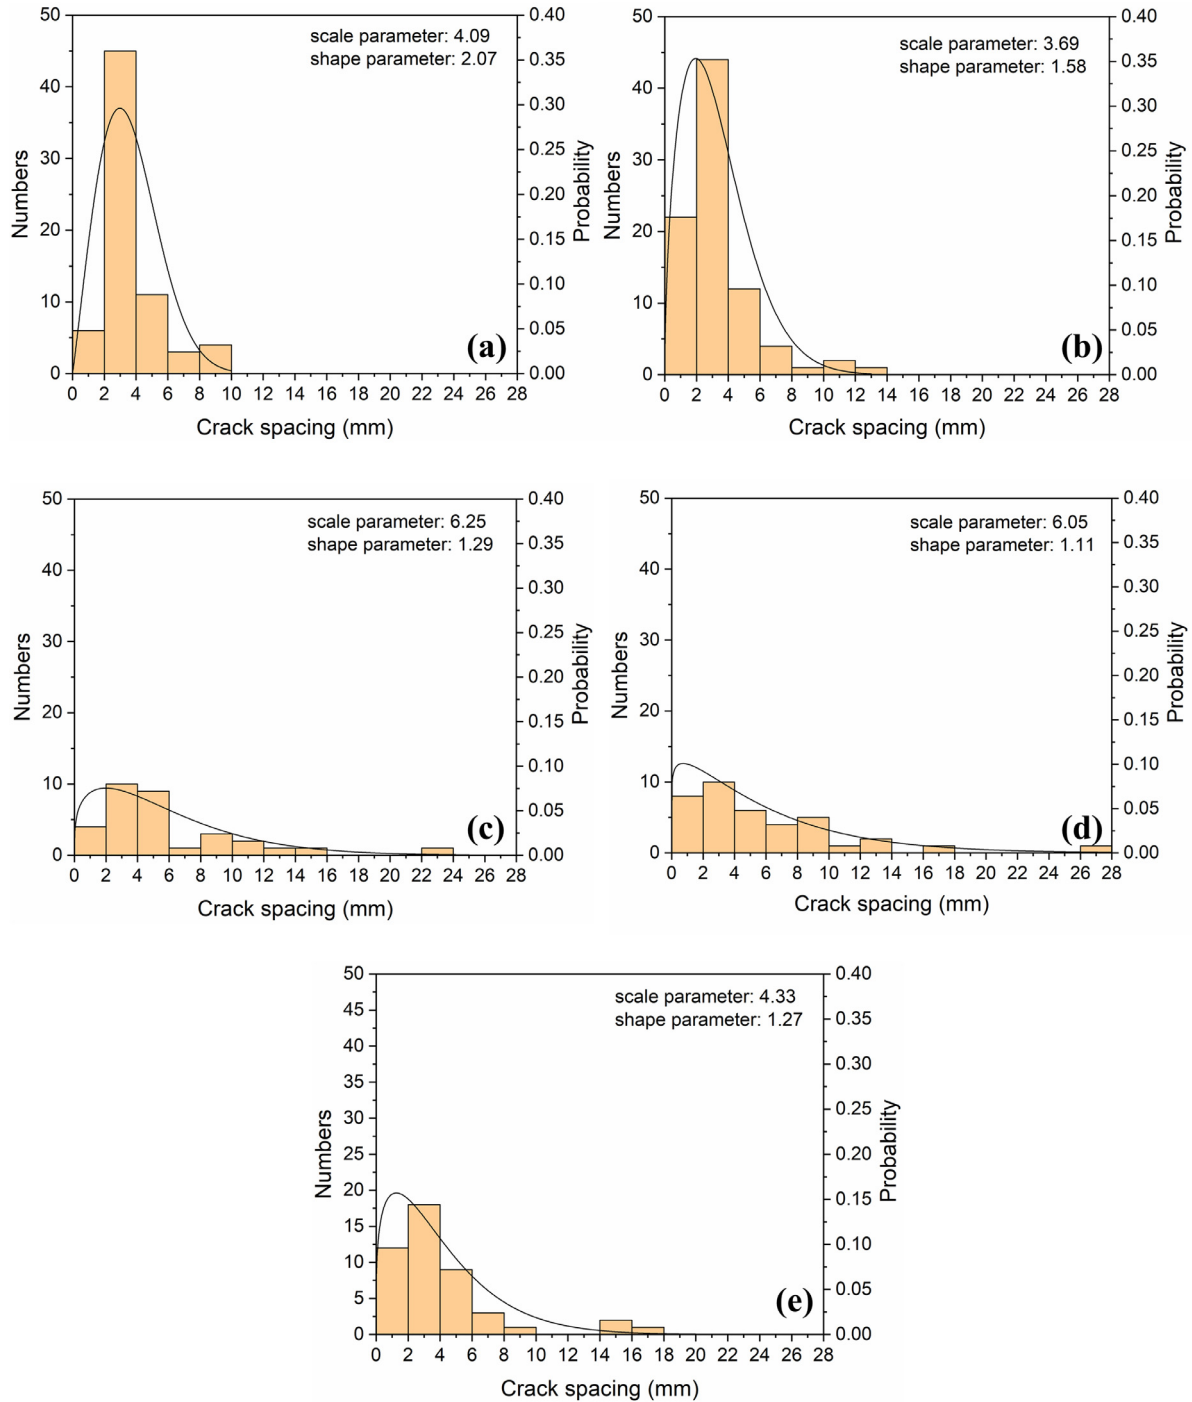 50
40
30
20
10
0
0.40
0.35
0.30
0.25
0.20
0.15
0.10
0.05
0.00
scale parameter: 4.09
shape parameter: 2.07
Numbers
Probability
(a)
0 2 4 6 8 10 12 14 16 18 20 22 24 26 28
Crack spacing (mm)
50
40
30
20
10
0
0.40
0.35
0.30
0.25
0.20
0.15
0.10
0.05
0.00
scale parameter: 3.69
shape parameter: 1.58
Numbers
Probability
(b)
0 2 4 6 8 10 12 14 16 18 20 22 24 26 28
Crack spacing (mm)
50
40
30
20
10
0
0.40
0.35
0.30
0.25
0.20
0.15
0.10
0.05
0.00
scale parameter: 6.25
shape parameter: 1.29
Numbers
Probability
(c)
0 2 4 6 8 10 12 14 16 18 20 22 24 26 28
Crack spacing (mm)
50
40
30
20
10
0
0.40
0.35
0.30
0.25
0.20
0.15
0.10
0.05
0.00
scale parameter: 6.05
shape parameter: 1.11
Numbers
Probability
(d)
0 2 4 6 8 10 12 14 16 18 20 22 24 26 28
Crack spacing (mm)
50
45
40
35
30
25
20
15
10
5
0
0.40
0.35
0.30
0.25
0.20
0.15
0.10
0.05
0.00
scale parameter: 4.33
shape parameter: 1.27
Numbers
Probability
(e)
0 2 4 6 8 10 12 14 16 18 20 22 24 26 28
Crack spacing (mm)